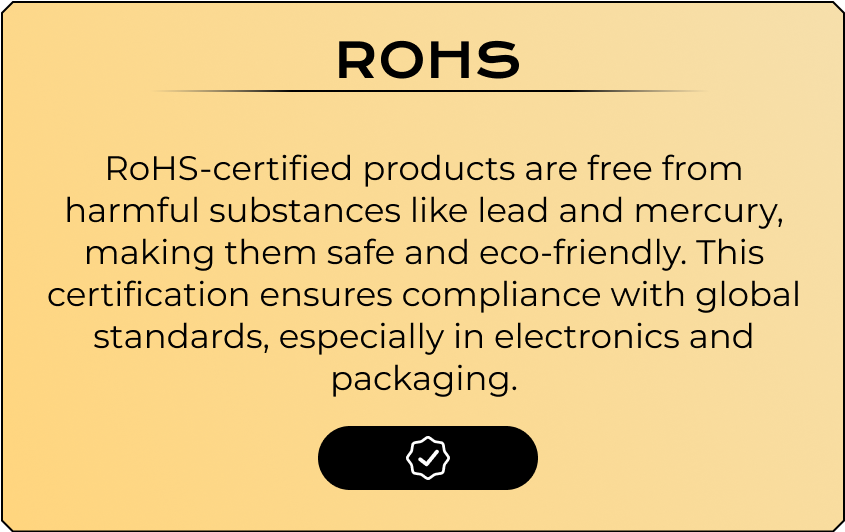 ROHS
RoHS-certified products are free from
harmful substances like lead and mercury,
making them safe and eco-friendly. This
certification ensures compliance with global
standards, especially in electronics and
packaging.